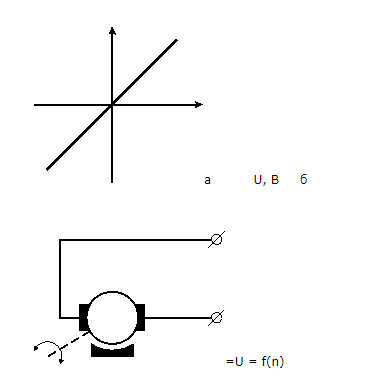 а U, В б
=U = f(n)